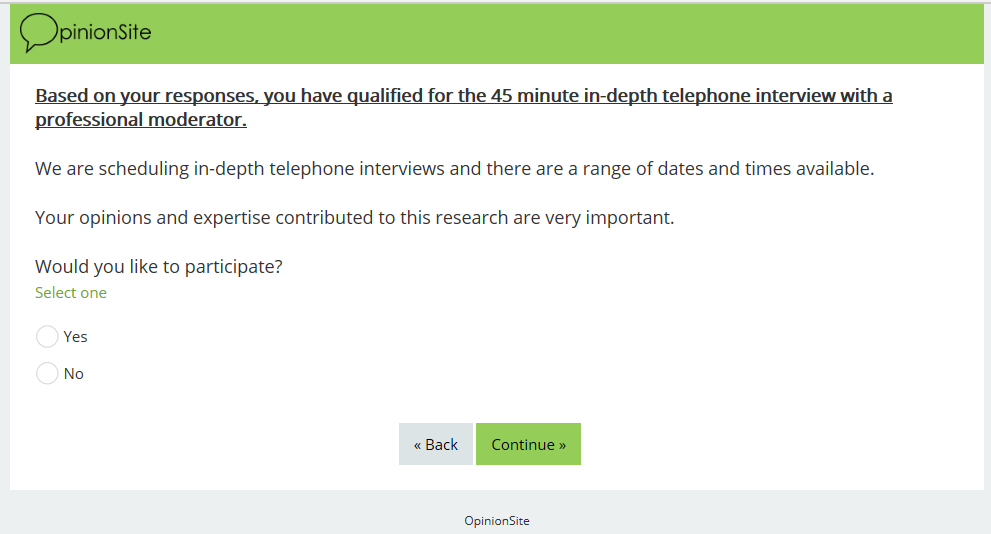 OpinionSite
Based on your responses, you have qualified for the 45 minute in-depth telephone interview with a
professional moderator.
We are scheduling in-depth telephone interviews and there are a range of dates and times available.
Your opinions and expertise contributed to this research are very important.
Would you like to participate?
Select one
Yes
No
« Back Continue »
OpinionSite